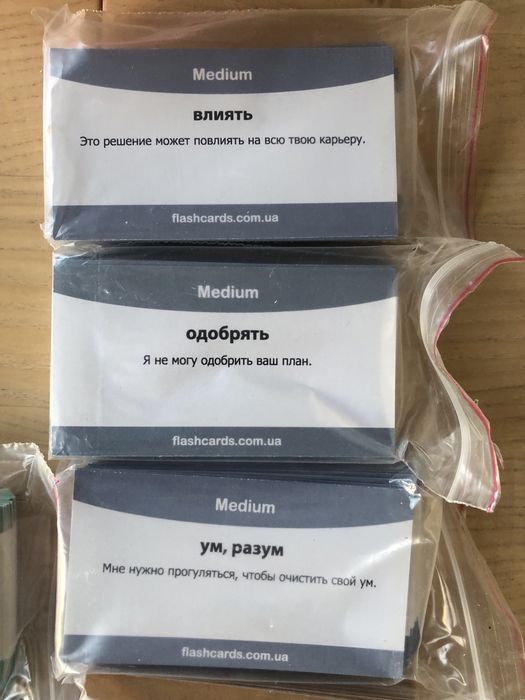 Medium
влиять
Это решение может повлиять на всю твою карьеру.
flashcards.com.ua
Medium
одобрять
Я не могу одобрить ваш план.
flashcards.com.ua
Medium
ум, разум
Мне нужно прогуляться, чтобы очистить свой ум.
flashcards.com.ua